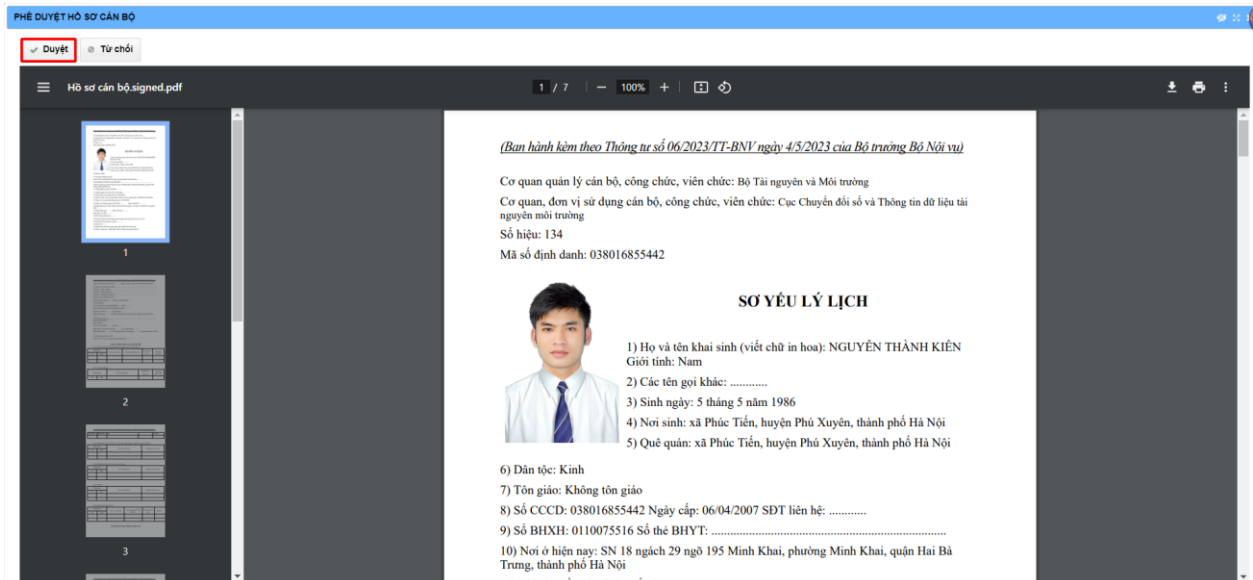 PHÊ DUYỆT HỒ SƠ CÁN BỘ
Duyệt
Từ chối
Hồ sơ cán bộ.signed.pdf
1 / 7
100%
1
2
3
(Ban hành kèm theo Thông tư số 06/2023/TT-BNV ngày 4/5/2023 của Bộ trưởng Bộ Nội vụ)
Cơ quan quản lý cán bộ, công chức, viên chức: Bộ Tài nguyên và Môi trường
Cơ quan, đơn vị sử dụng cán bộ, công chức, viên chức: Cục Chuyển đổi số và Thông tin dữ liệu tài
nguyên môi trường
Số hiệu: 134
Mã số định danh: 038016855442
SƠ YẾU LÝ LỊCH
1) Họ và tên khai sinh (viết chữ in hoa): NGUYỄN THÀNH KIÊN
Giới tính: Nam
2) Các tên gọi khác: ............
3) Sinh ngày: 5 tháng 5 năm 1986
4) Nơi sinh: xã Phúc Tiến, huyện Phú Xuyên, thành phố Hà Nội
5) Quê quán: xã Phúc Tiến, huyện Phú Xuyên, thành phố Hà Nội
6) Dân tộc: Kinh
7) Tôn giáo: Không tôn giáo
8) Số CCCD: 038016855442 Ngày cấp: 06/04/2007 SĐT liên hệ: ............
9) Số BHXH: 0110075516 Số thẻ BHYT: ...........................................................................
10) Nơi ở hiện nay: SN 18 ngách 29 ngõ 195 Minh Khai, phường Minh Khai, quận Hai Bà
Trưng, thành phố Hà Nội